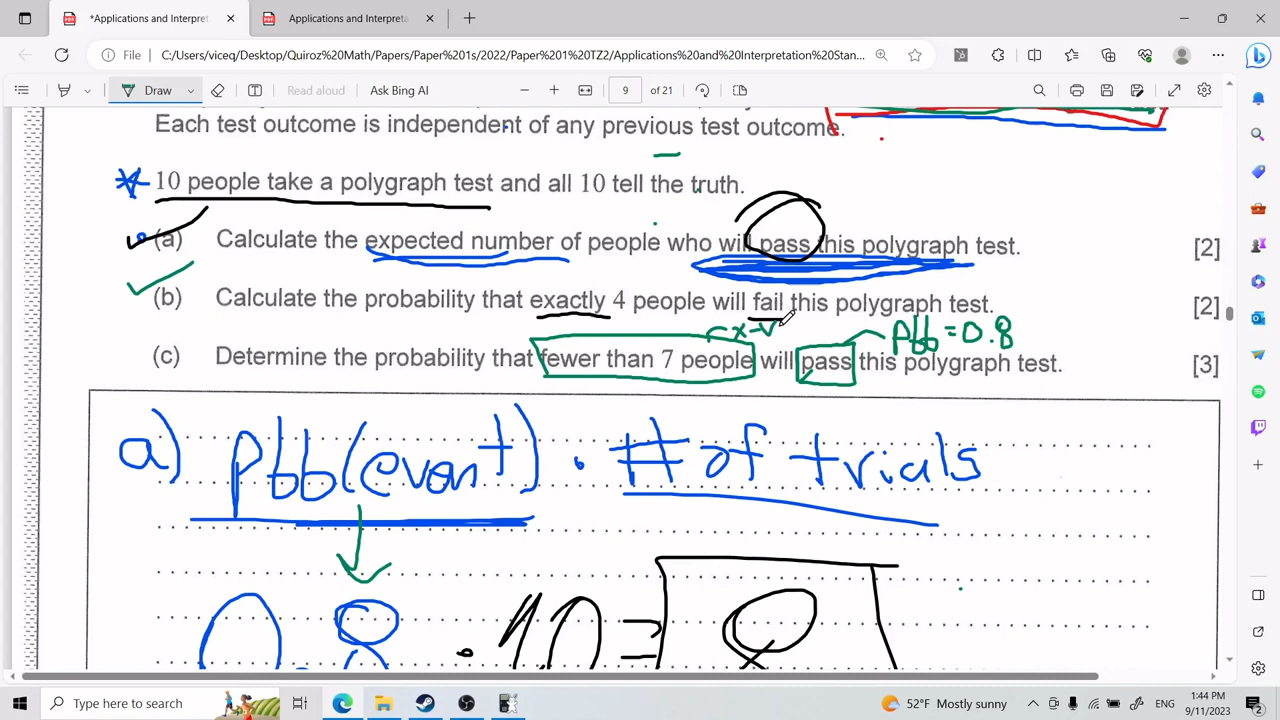 *Applications and Interpretat
Applications and Interpreta
File
C:/Users/viceq/Desktop/Quiroz%20Math/Papers/Paper%201s/2022/Paper%201%20TZ2/Applications%20and%20Interpretation%20Stan...
Draw
Read aloud
Ask Bing AI
9
of 21
Each test outcome is independent of any previous test outcome.
10 people take a polygraph test and all 10 tell the truth.
(a) Calculate the expected number of people who will pass this polygraph test. [2]
(b) Calculate the probability that exactly 4 people will fail this polygraph test. [2]
Pbb = 0.8
(c) Determine the probability that fewer than 7 people will pass this polygraph test. [3]
a) Pbb(event) · # of trials
0.8 · 10 = 8
Type here to search
52°F Mostly sunny
1:44 PM
9/11/2023
2